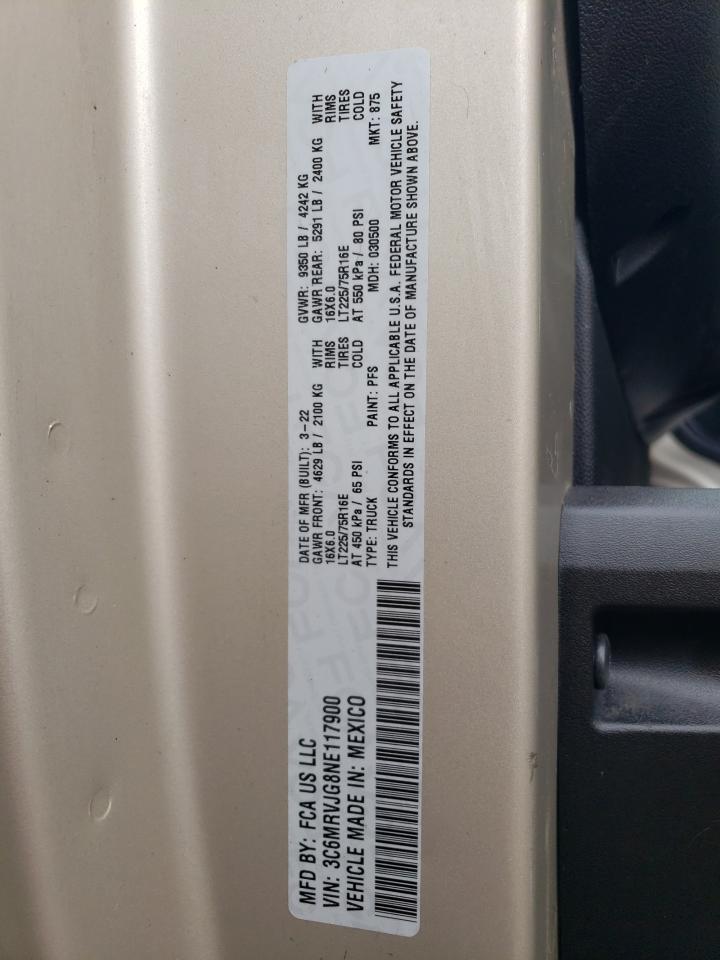 MFD BY: FCA US LLC
VIN: 3C6MRVJG8NE117900
VEHICLE MADE IN: MEXICO
DATE OF MFR (BUILT): 3-22 GVWR: 9350 LB / 4242 KG
GAWR FRONT: 4629 LB / 2100 KG WITH GAWR REAR: 5291 LB / 2400 KG WITH
16X6.0 RIMS 16X6.0 RIMS
LT225/75R16E TIRES LT225/75R16E TIRES
AT 450 kPa / 65 PSI COLD AT 550 kPa / 80 PSI COLD
TYPE: TRUCK PAINT: PFS MDH: 030500 MKT: 875
THIS VEHICLE CONFORMS TO ALL APPLICABLE U.S.A. FEDERAL MOTOR VEHICLE SAFETY
STANDARDS IN EFFECT ON THE DATE OF MANUFACTURE SHOWN ABOVE.